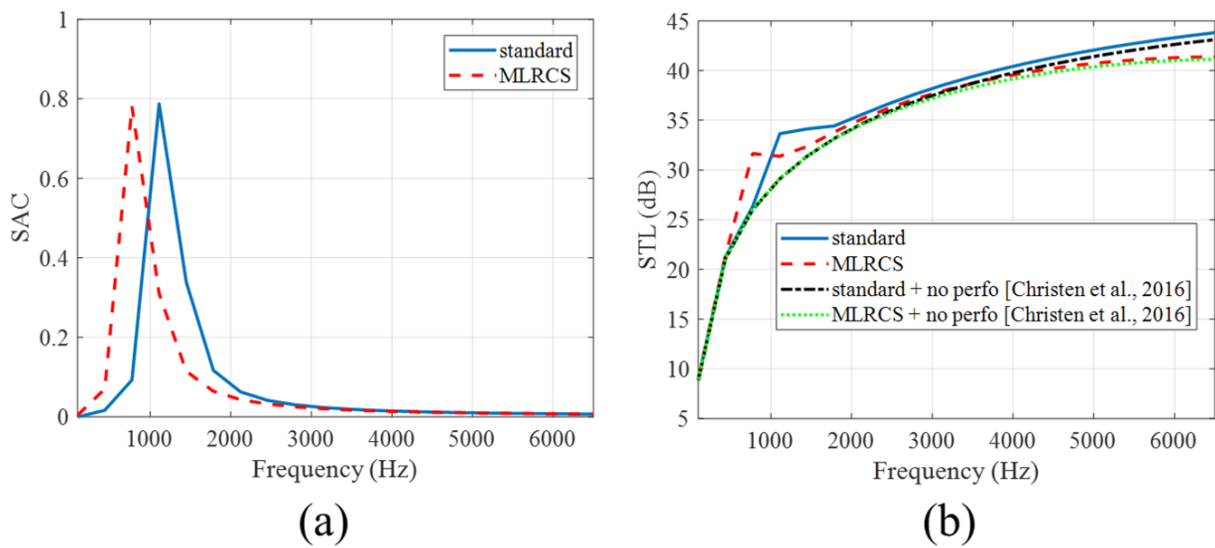 1
0.8
0.6
0.4
0.2
0
SAC
standard
MLRCS
1000 2000 3000 4000 5000 6000
Frequency (Hz)
(a)
45
40
35
30
25
20
15
10
5
STL (dB)
standard
MLRCS
standard + no perfo [Christen et al., 2016]
MLRCS + no perfo [Christen et al., 2016]
1000 2000 3000 4000 5000 6000
Frequency (Hz)
(b)